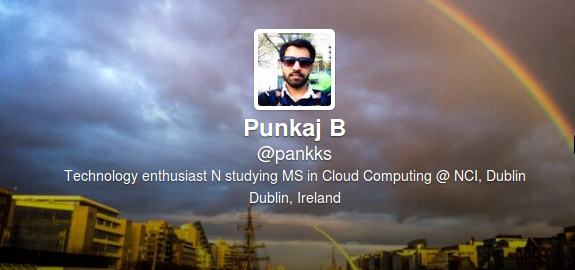 Punkaj B
@pankks
Technology enthusiast N studying MS in Cloud Computing @ NCI, Dublin
Dublin, Ireland